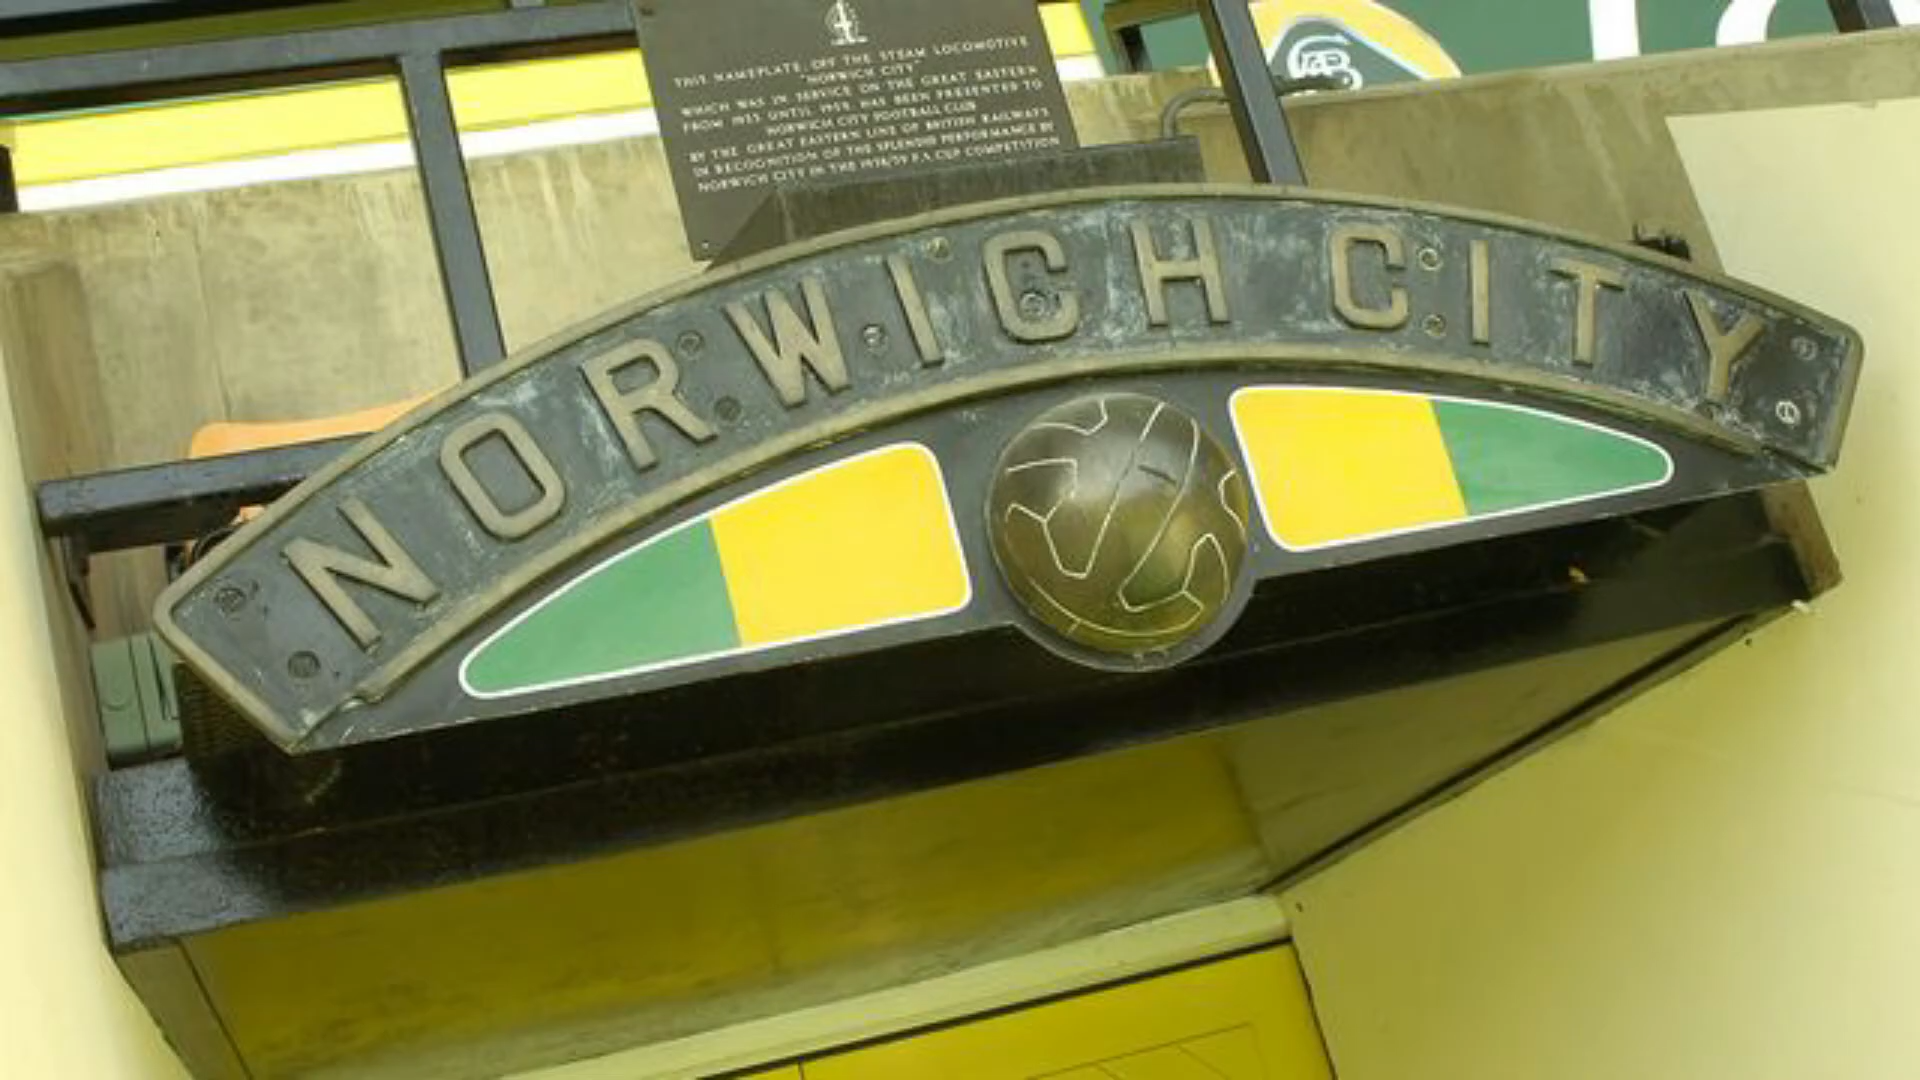 THIS NAMEPLATE, OFF THE STEAM LOCOMOTIVE
"NORWICH CITY"
WHICH WAS IN SERVICE ON THE GREAT EASTERN
FROM UNTIL 1959, HAS BEEN PRESENTED TO
NORWICH CITY FOOTBALL CLUB
BY THE GREAT EASTERN LINE OF BRITISH RAILWAYS
IN RECOGNITION OF THE SPLENDID PERFORMANCE BY
NORWICH CITY IN THE 1958/59 F.A. CUP COMPETITION
NORWICH CITY